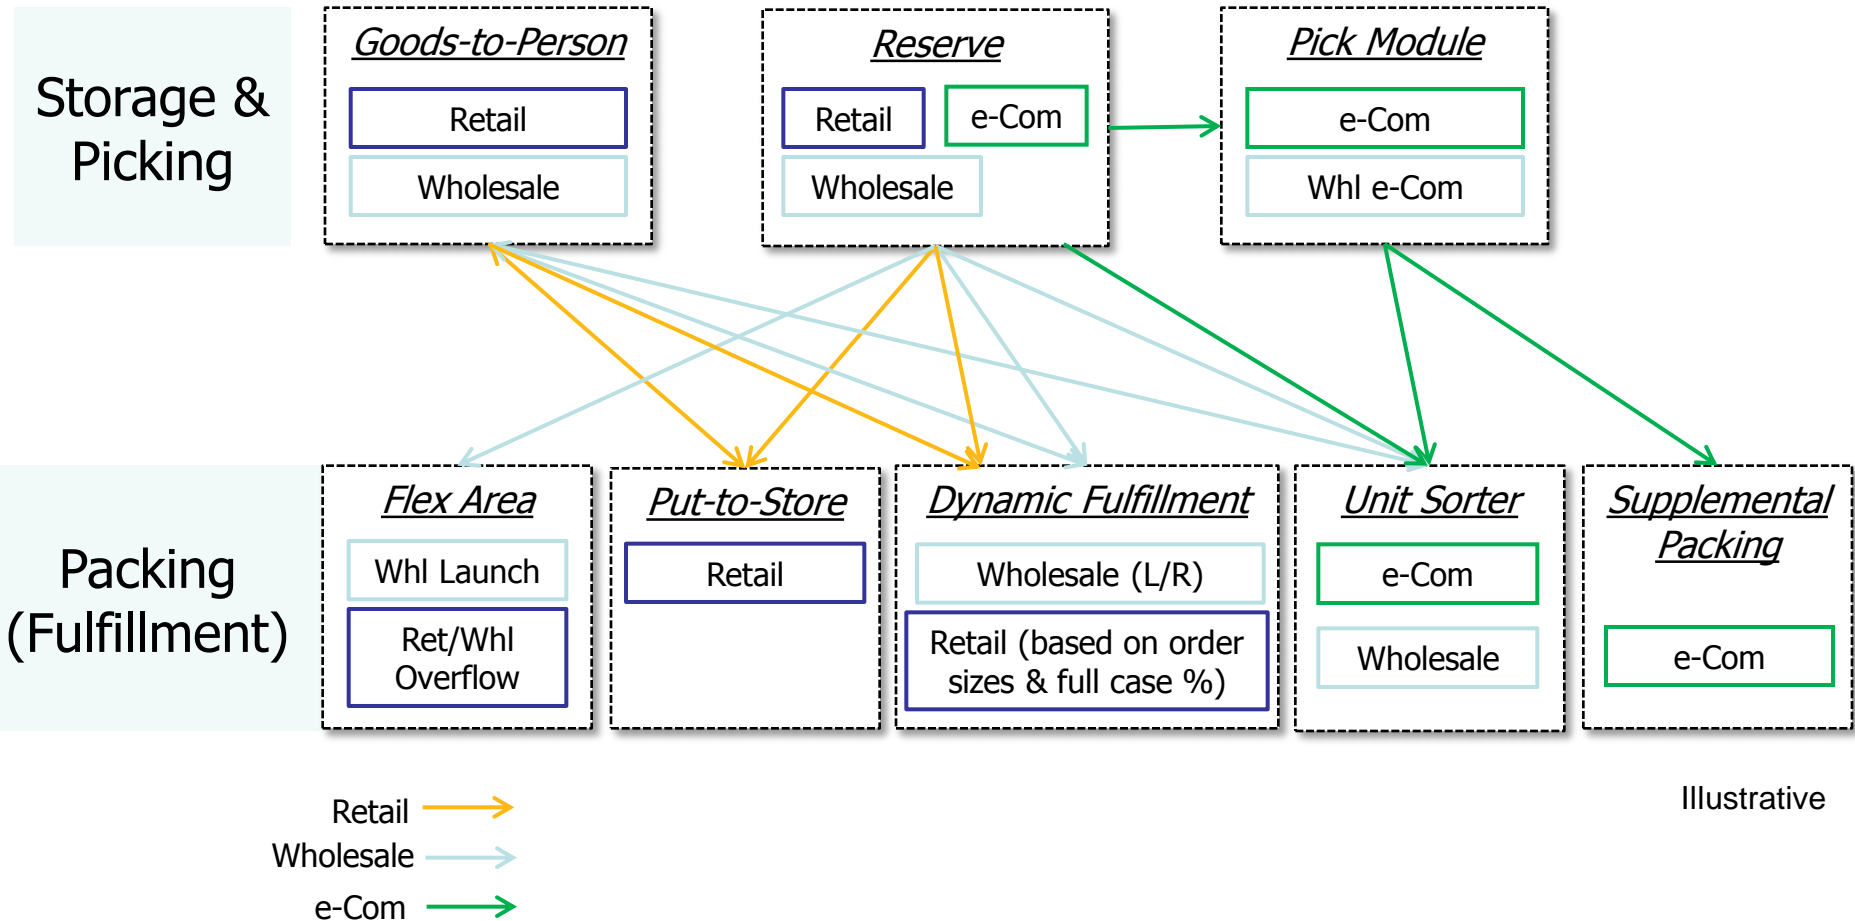 Storage &
Picking
Goods-to-Person
Retail
Wholesale
Reserve
Retail
e-Com
Wholesale
Pick Module
e-Com
Whl e-Com
Packing
(Fulfillment)
Flex Area
Whl Launch
Ret/Whl
Overflow
Put-to-Store
Retail
Dynamic Fulfillment
Wholesale (L/R)
Retail (based on order
sizes & full case %)
Unit Sorter
e-Com
Wholesale
Supplemental
Packing
e-Com
Retail
Wholesale
e-Com
Illustrative